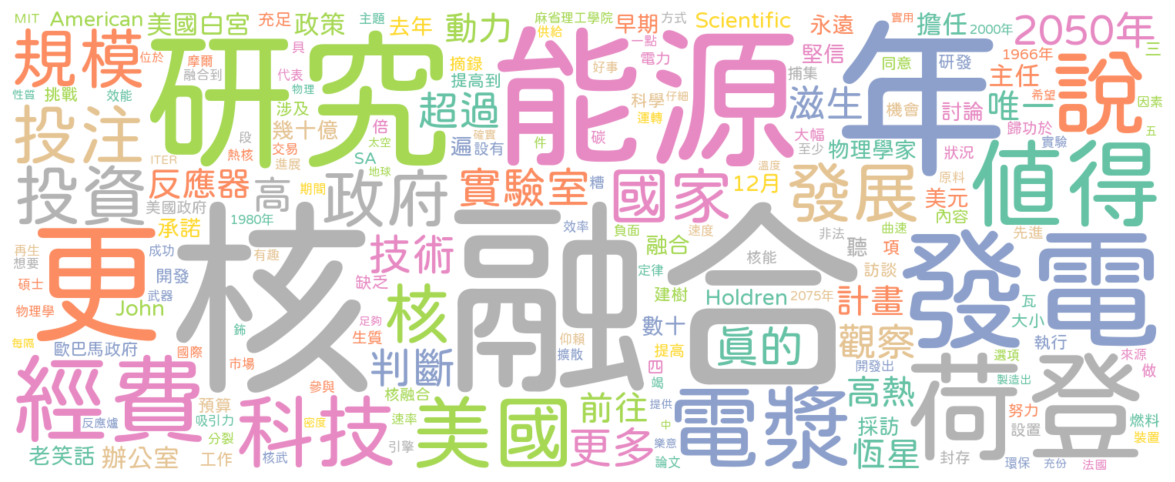 MIT
American
美國白宮
充足
政策
主題
去年
動力
麻省理工學院
供給
早期
一點
方式
Scientific
永遠
擔任
實用
2000年
2050年
三
規模
位於
摩爾
融合到
研究
摘錄
提高到
能源
好事
電力
堅信
捕集
年
同意
研發
1966年
主任
希望
說
因素
性質
挑戰
具
代表
物理
效能
涉及
超過
科學
仔細
運轉
滋生
機會
討論
唯一
歸功於
五
投注
幾十億
段
熱核
交易
進展
倍
太空
SA
地球
遍
確實
設有
件
碳
大幅
至少
物理學家
狀況
實驗
ITER
投資
反應器
美國政府
高
期間
政府
實驗室
糟
國家
溫度
12月
發展
原料
美元
內容
值得
承諾
1980年
更
核
融合
再生
想要
成功
有趣
技術
效率
負面
速度
融合
核能
非法
聽
曲速
項
先進
發電
碩士
武器
開發
缺乏
核
定律
建樹
Holdren
2075年
訪談
計畫
瓦
大小
物理學
John
鈽
足夠
生質
仰賴
數十
真的
觀察
執行
每周
歐巴馬政府
國際
市場
參與
判斷
擴散
提高
四
竭
開發出
選項
製造出
來源
做
經費
預算
吸引力
密度
核融合
速率
提供
前往
電漿
高熱
荷登
努力
設置
燃料
裝置
反應爐
分裂
科技
美國
中
樂意
採訪
恆星
老笑話
辦公室
工作
核武
引擎
更多
論文
封存
環保
充份
法國